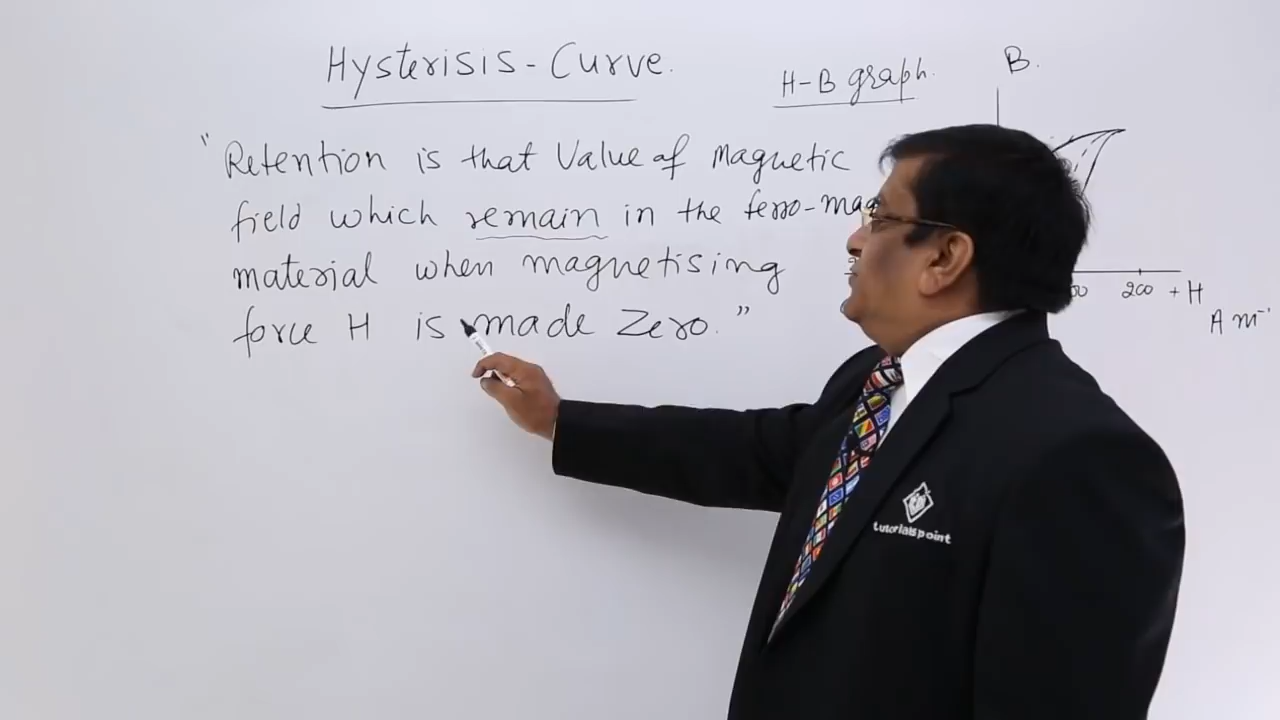 Hysterisis - Curve.
H-B graph.
B.
"Retention is that Value of magnetic
field which remain in the ferro-mag
material when magnetising
force H is made Zero."
200 + H
A m⁻
tutorialspoint